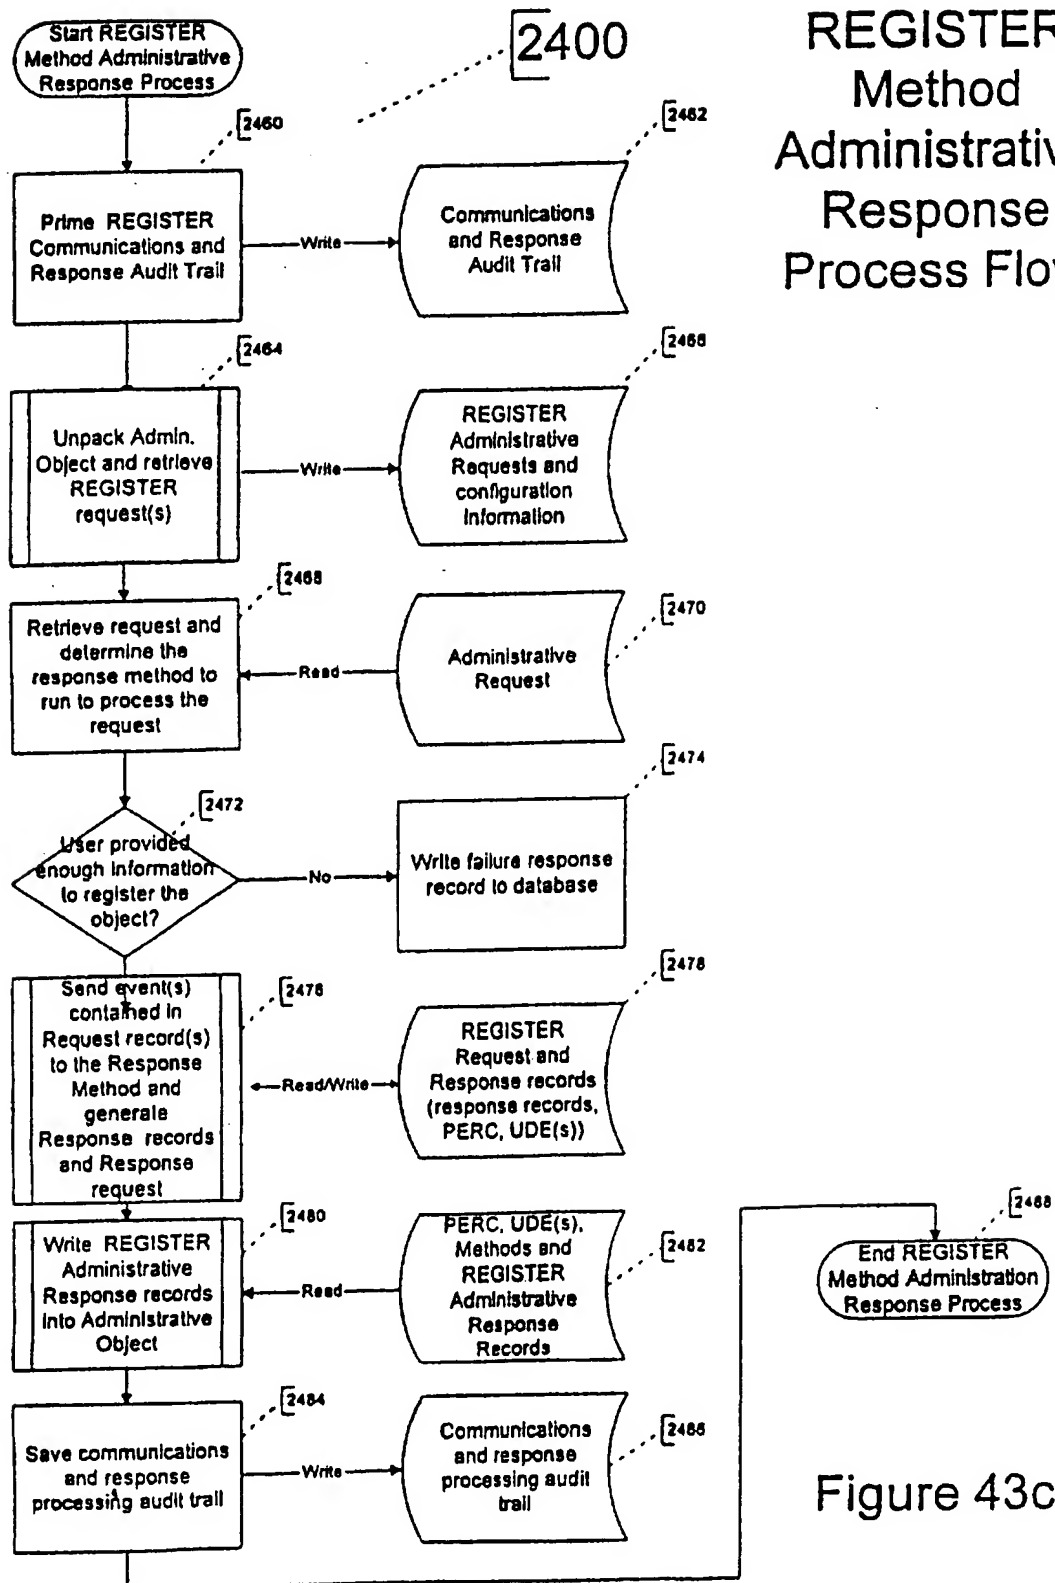 REGISTER
Method
Administrativ
Response
Process Flo
2400
Start REGISTER
Method Administrative
Response Process
2460
Prime REGISTER
Communications and
Response Audit Trail
Write
2462
Communications
and Response
Audit Trail
2464
Unpack Admin.
Object and retrieve
REGISTER
request(s)
Write
2466
REGISTER
Administrative
Requests and
configuration
Information
2468
Retrieve request and
determine the
response method to
run to process the
request
Read
2470
Administrative
Request
2472
User provided
enough information
to register the
object?
No
2474
Write failure response
record to database
2476
Send event(s)
contained in
Request record(s)
to the Response
Method and
generate
Response records
and Response
request
Read/Write
2478
REGISTER
Request and
Response records
(response records,
PERC, UDE(s))
2480
Write REGISTER
Administrative
Response records
into Administrative
Object
Read
2482
PERC, UDE(s),
Methods and
REGISTER
Administrative
Response
Records
2484
Save communications
and response
processing audit trail
Write
2486
Communications
and response
processing audit
trail
2488
End REGISTER
Method Administration
Response Process
Figure 43c